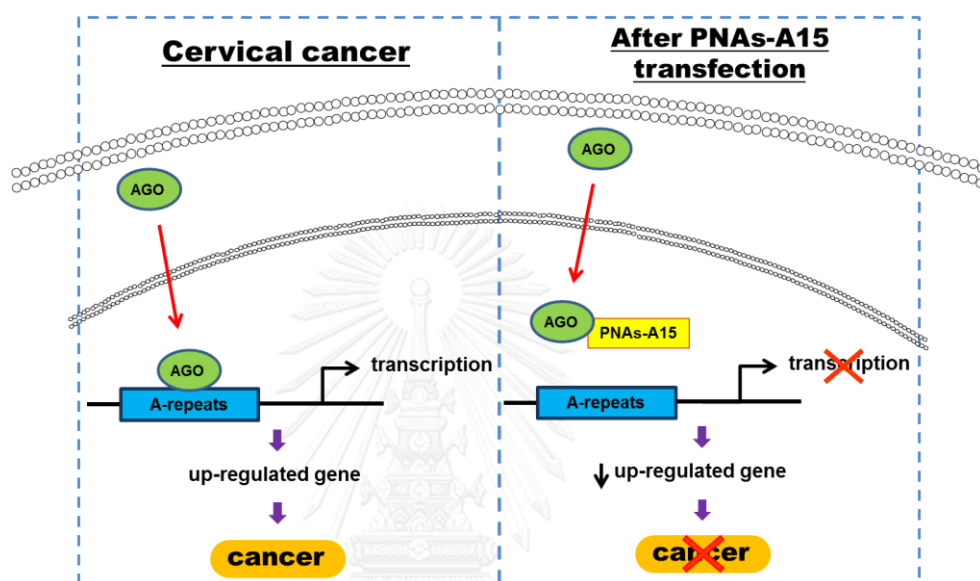 Cervical cancer
AGO
AGO
A-repeats
transcription
up-regulated gene
cancer
After PNAs-A15
transfection
AGO
AGO
PNAs-A15
A-repeats
transcription
up-regulated gene
cancer